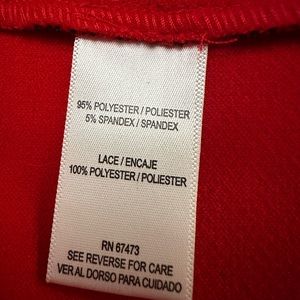 95% POLYESTER / POLIESTER
5% SPANDEX / SPANDEX
LACE / ENCAJE
100% POLYESTER / POLIESTER
RN 67473
SEE REVERSE FOR CARE
VER AL DORSO PARA CUIDADO